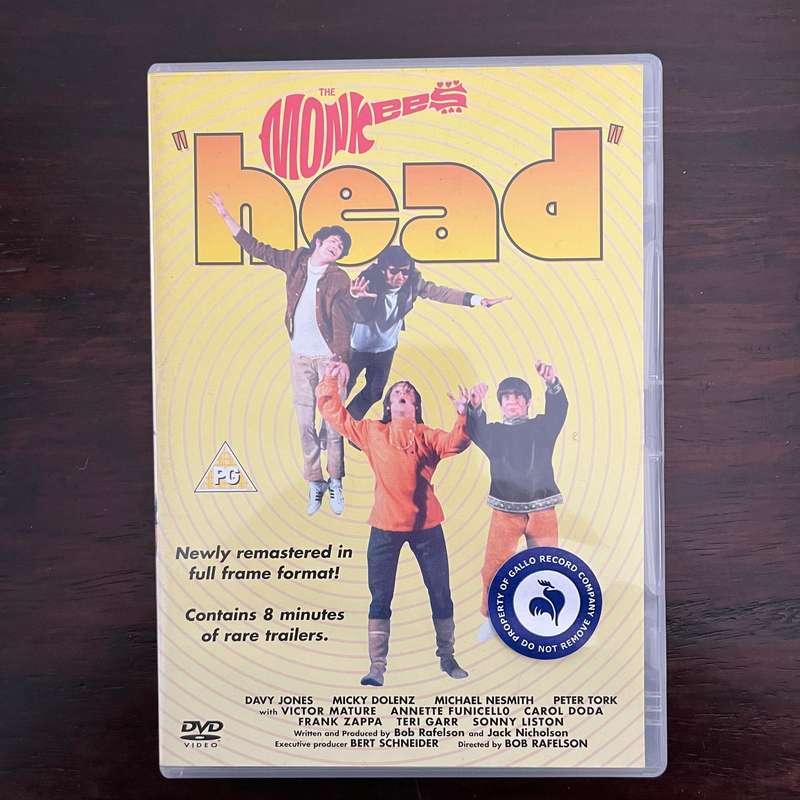 THE
MONKEES
"head"
PG
Newly remastered in
full frame format!
Contains 8 minutes
of rare trailers.
PROPERTY OF GALLO RECORD COMPANY
DO NOT REMOVE
DAVY JONES MICKY DOLENZ MICHAEL NESMITH PETER TORK
with VICTOR MATURE ANNETTE FUNICELLO CAROL DODA
FRANK ZAPPA TERI GARR SONNY LISTON
Written and Produced by Bob Rafelson and Jack Nicholson
Executive producer BERT SCHNEIDER Directed by BOB RAFELSON
DVD
VIDEO